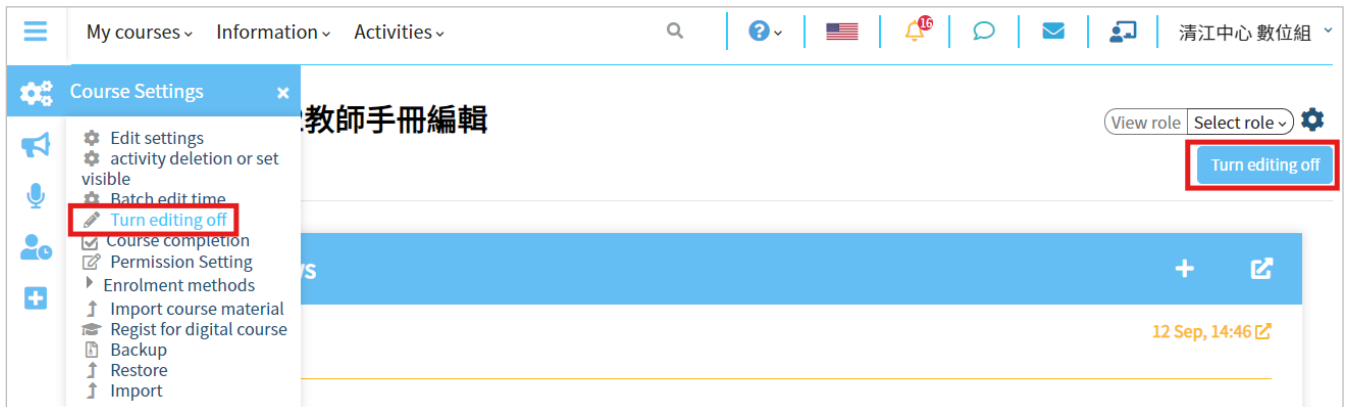 My courses Information Activities 16 清江中心 數位組
Course Settings ×
教師手冊編輯
View role Select role
Turn editing off
Edit settings
activity deletion or set
visible
Batch edit time
Turn editing off
Course completion
Permission Setting
Enrolment methods
Import course material
Regist for digital course
Backup
Restore
Import
12 Sep, 14:46